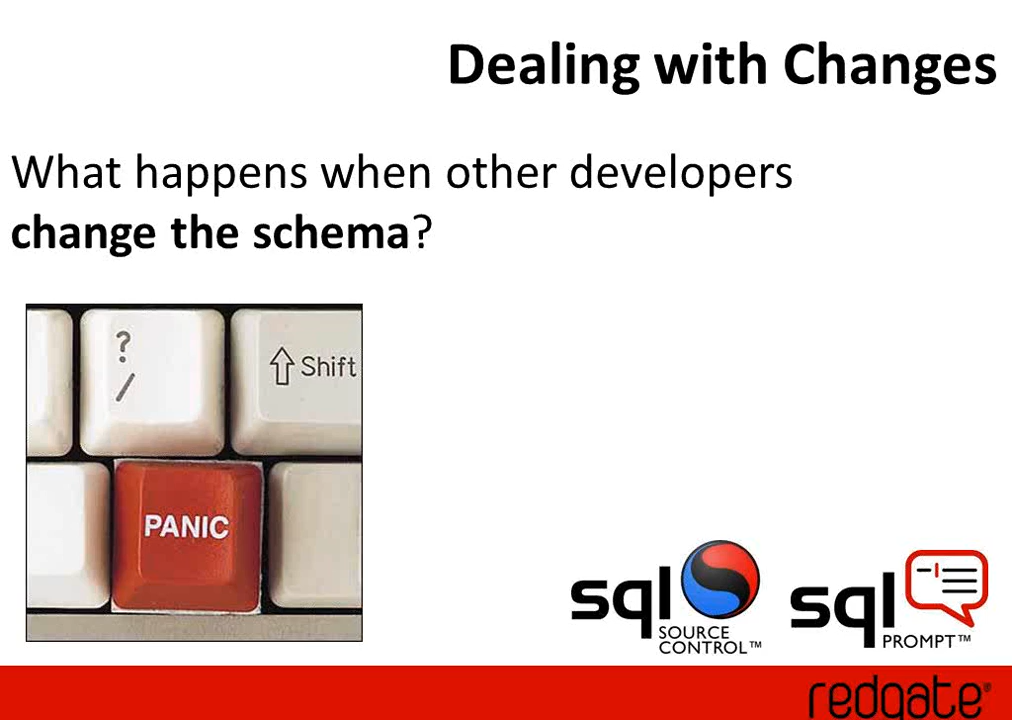 Dealing with Changes
What happens when other developers
change the schema?
?
/
⇧ Shift
PANIC
sql
SOURCE
CONTROL™
sql
PROMPT™
redgate®